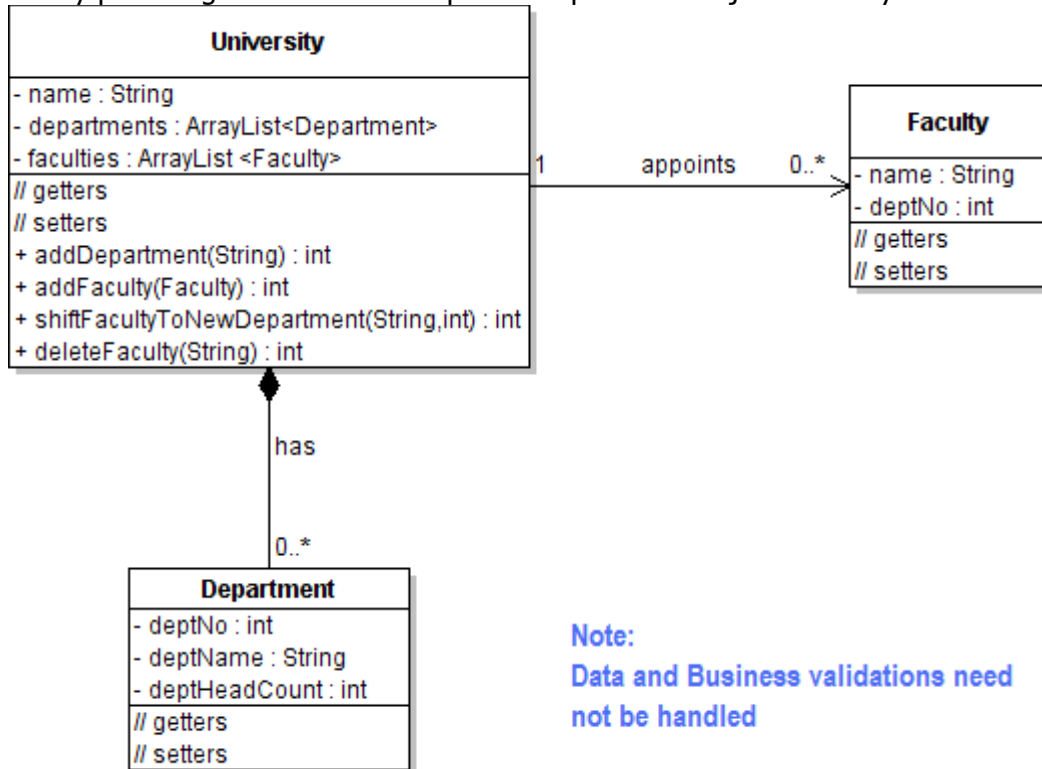 University
- name : String
- departments : ArrayList<Department>
- faculties : ArrayList <Faculty>
// getters
// setters
+ addDepartment(String) : int
+ addFaculty(Faculty) : int
+ shiftFacultyToNewDepartment(String,int) : int
+ deleteFaculty(String) : int
1 appoints 0..*
Faculty
- name : String
- deptNo : int
// getters
// setters
has
0..*
Department
- deptNo : int
- deptName : String
- deptHeadCount : int
// getters
// setters
Note:
Data and Business validations need
not be handled